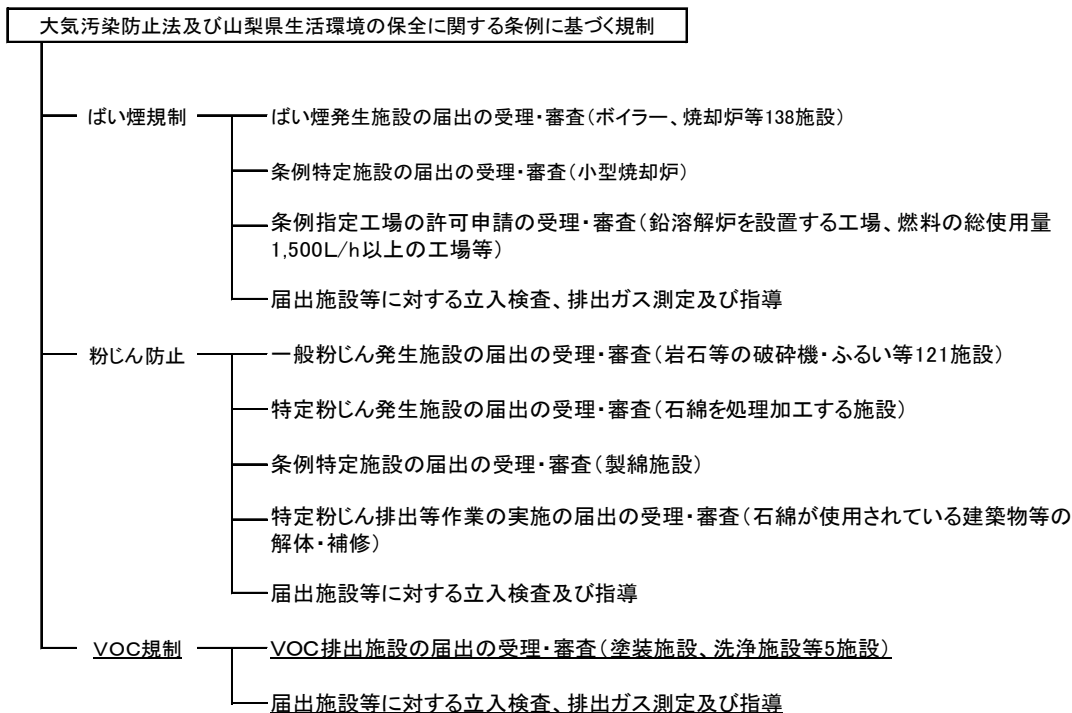 大気汚染防止法及び山梨県生活環境の保全に関する条例に基づく規制
ばい煙規制
ばい煙発生施設の届出の受理・審査（ボイラー、焼却炉等138施設）
条例特定施設の届出の受理・審査（小型焼却炉）
条例指定工場の許可申請の受理・審査（鉛溶解炉を設置する工場、燃料の総使用量
1,500L/h以上の工場等）
届出施設等に対する立入検査、排出ガス測定及び指導
粉じん防止
一般粉じん発生施設の届出の受理・審査（岩石等の破砕機・ふるい等121施設）
特定粉じん発生施設の届出の受理・審査（石綿を処理加工する施設）
条例特定施設の届出の受理・審査（製綿施設）
特定粉じん排出等作業の実施の届出の受理・審査（石綿が使用されている建築物等の
解体・補修）
届出施設等に対する立入検査及び指導
VOC規制
VOC排出施設の届出の受理・審査（塗装施設、洗浄施設等5施設）
届出施設等に対する立入検査、排出ガス測定及び指導